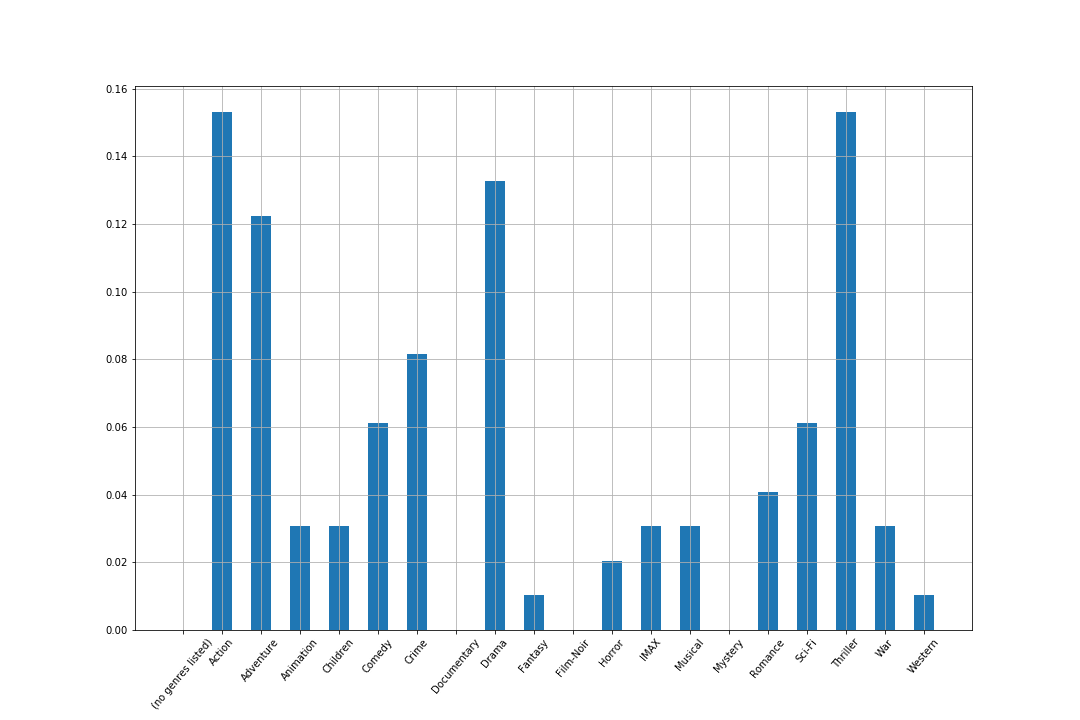 0.16
0.14
0.12
0.10
0.08
0.06
0.04
0.02
0.00
(no genres listed)
Action
Adventure
Animation
Children
Comedy
Crime
Documentary
Drama
Fantasy
Film-Noir
Horror
IMAX
Musical
Mystery
Romance
Sci-Fi
Thriller
War
Western